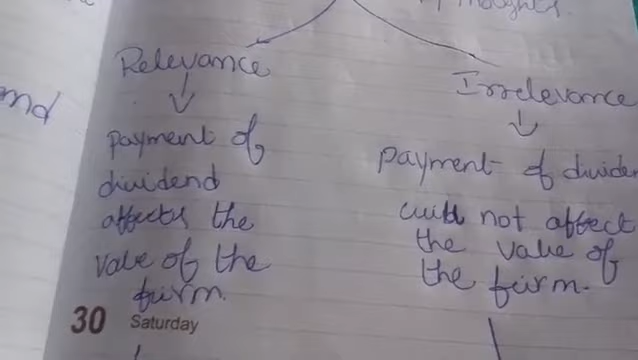 thoughts.
Relevance
payment of
dividend
affects the
value of the
firm.
Irrelevance
payment of divide
will not affect
the value of
the firm.
30 Saturday